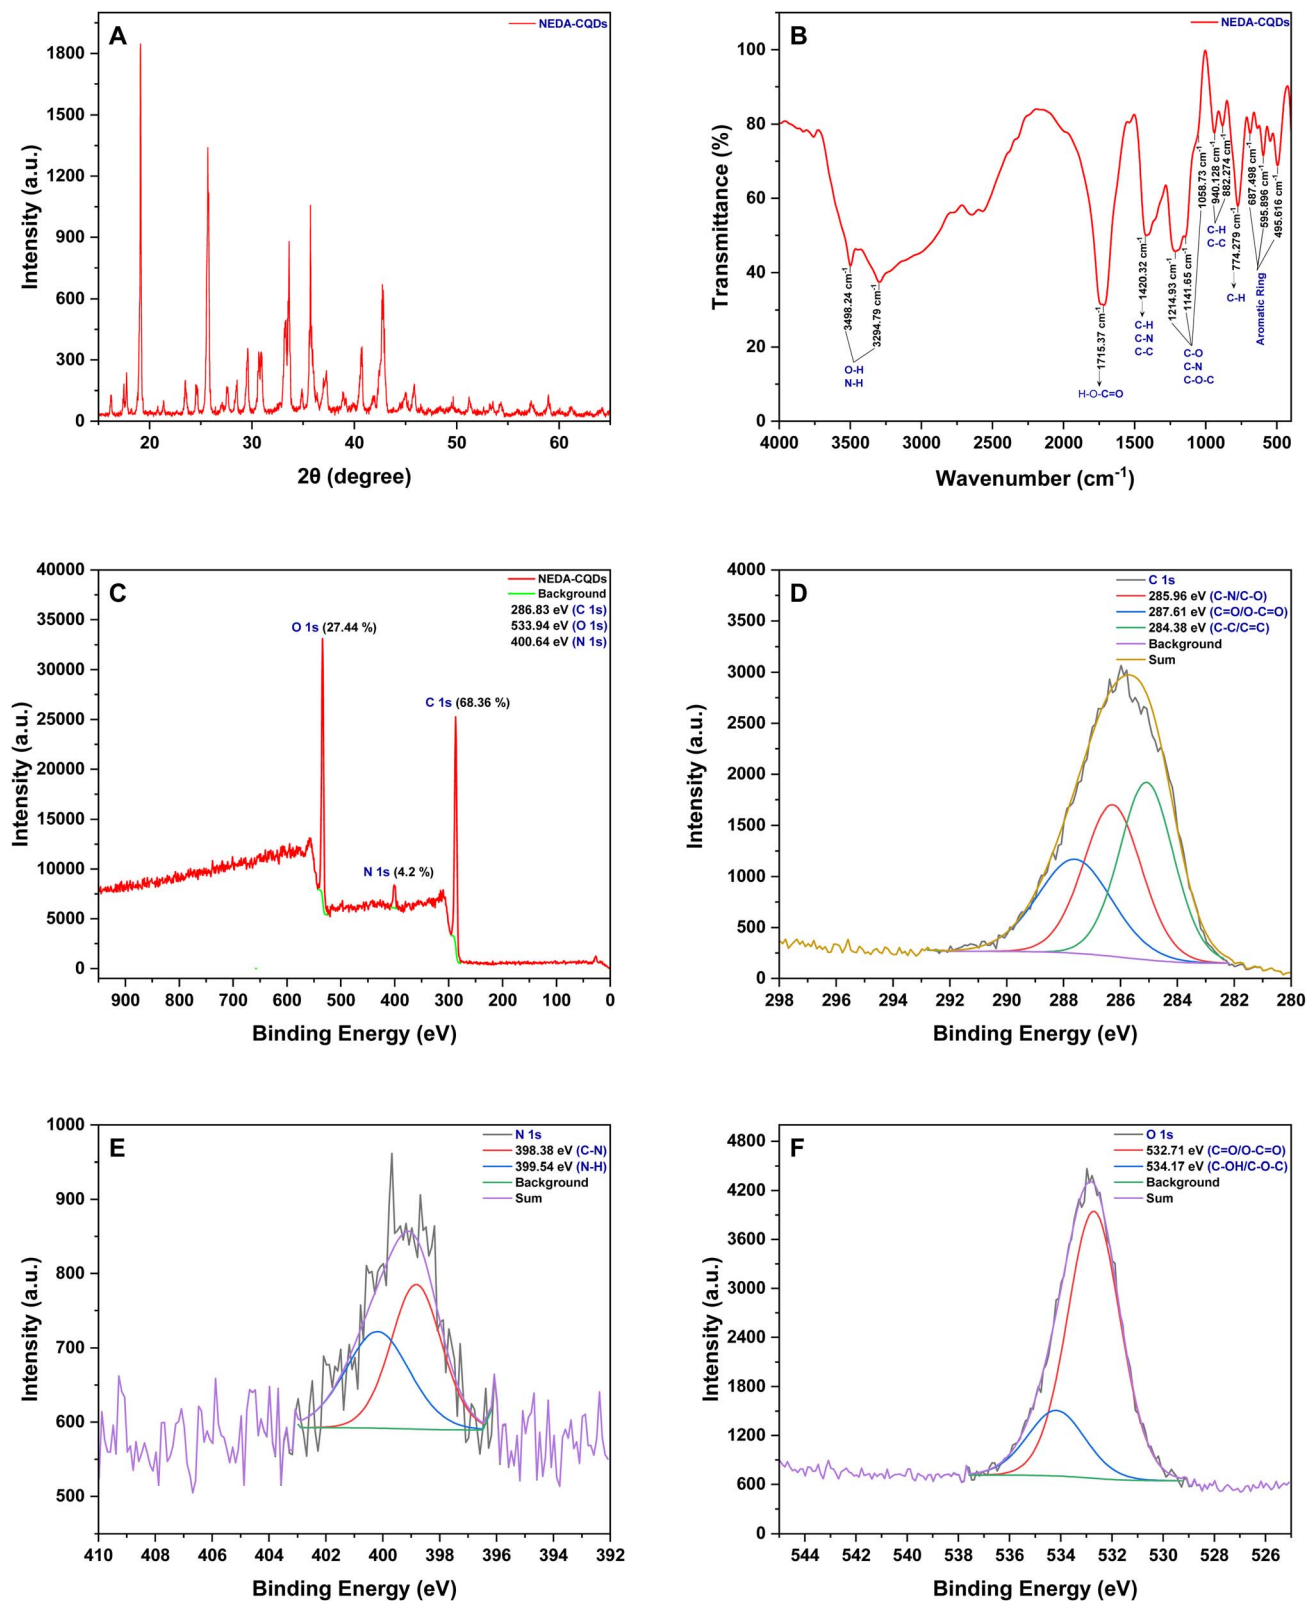 A
NEDA-CQDs
1800
1500
1200
900
600
300
0
20
30
40
50
60
Intensity (a.u.)
2θ (degree)
B
NEDA-CQDs
100
80
60
40
20
0
4000
3500
3000
2500
2000
1500
1000
500
Transmittance (%)
Wavenumber (cm⁻¹)
3498.24 cm⁻¹
3294.79 cm⁻¹
O-H
N-H
1715.37 cm⁻¹
H-O-C=O
1420.32 cm⁻¹
C-H
C-N
C-C
1214.93 cm⁻¹
1141.65 cm⁻¹
1058.73 cm⁻¹
C-O
C-N
C-O-C
940.128 cm⁻¹
882.274 cm⁻¹
C-H
C-C
774.279 cm⁻¹
C-H
687.498 cm⁻¹
595.896 cm⁻¹
495.616 cm⁻¹
Aromatic Ring
C
NEDA-CQDs
Background
286.83 eV (C 1s)
533.94 eV (O 1s)
400.64 eV (N 1s)
O 1s (27.44 %)
C 1s (68.36 %)
N 1s (4.2 %)
40000
35000
30000
25000
20000
15000
10000
5000
0
900
800
700
600
500
400
300
200
100
0
Intensity (a.u.)
Binding Energy (eV)
D
C 1s
285.96 eV (C-N/C-O)
287.61 eV (C=O/O-C=O)
284.38 eV (C-C/C=C)
Background
Sum
4000
3500
3000
2500
2000
1500
1000
500
0
298
296
294
292
290
288
286
284
282
280
Intensity (a.u.)
Binding Energy (eV)
E
N 1s
398.38 eV (C-N)
399.54 eV (N-H)
Background
Sum
1000
900
800
700
600
500
410
408
406
404
402
400
398
396
394
392
Intensity (a.u.)
Binding Energy (eV)
F
O 1s
532.71 eV (C=O/O-C=O)
534.17 eV (C-OH/C-O-C)
Background
Sum
4800
4200
3600
3000
2400
1800
1200
600
0
544
542
540
538
536
534
532
530
528
526
Intensity (a.u.)
Binding Energy (eV)